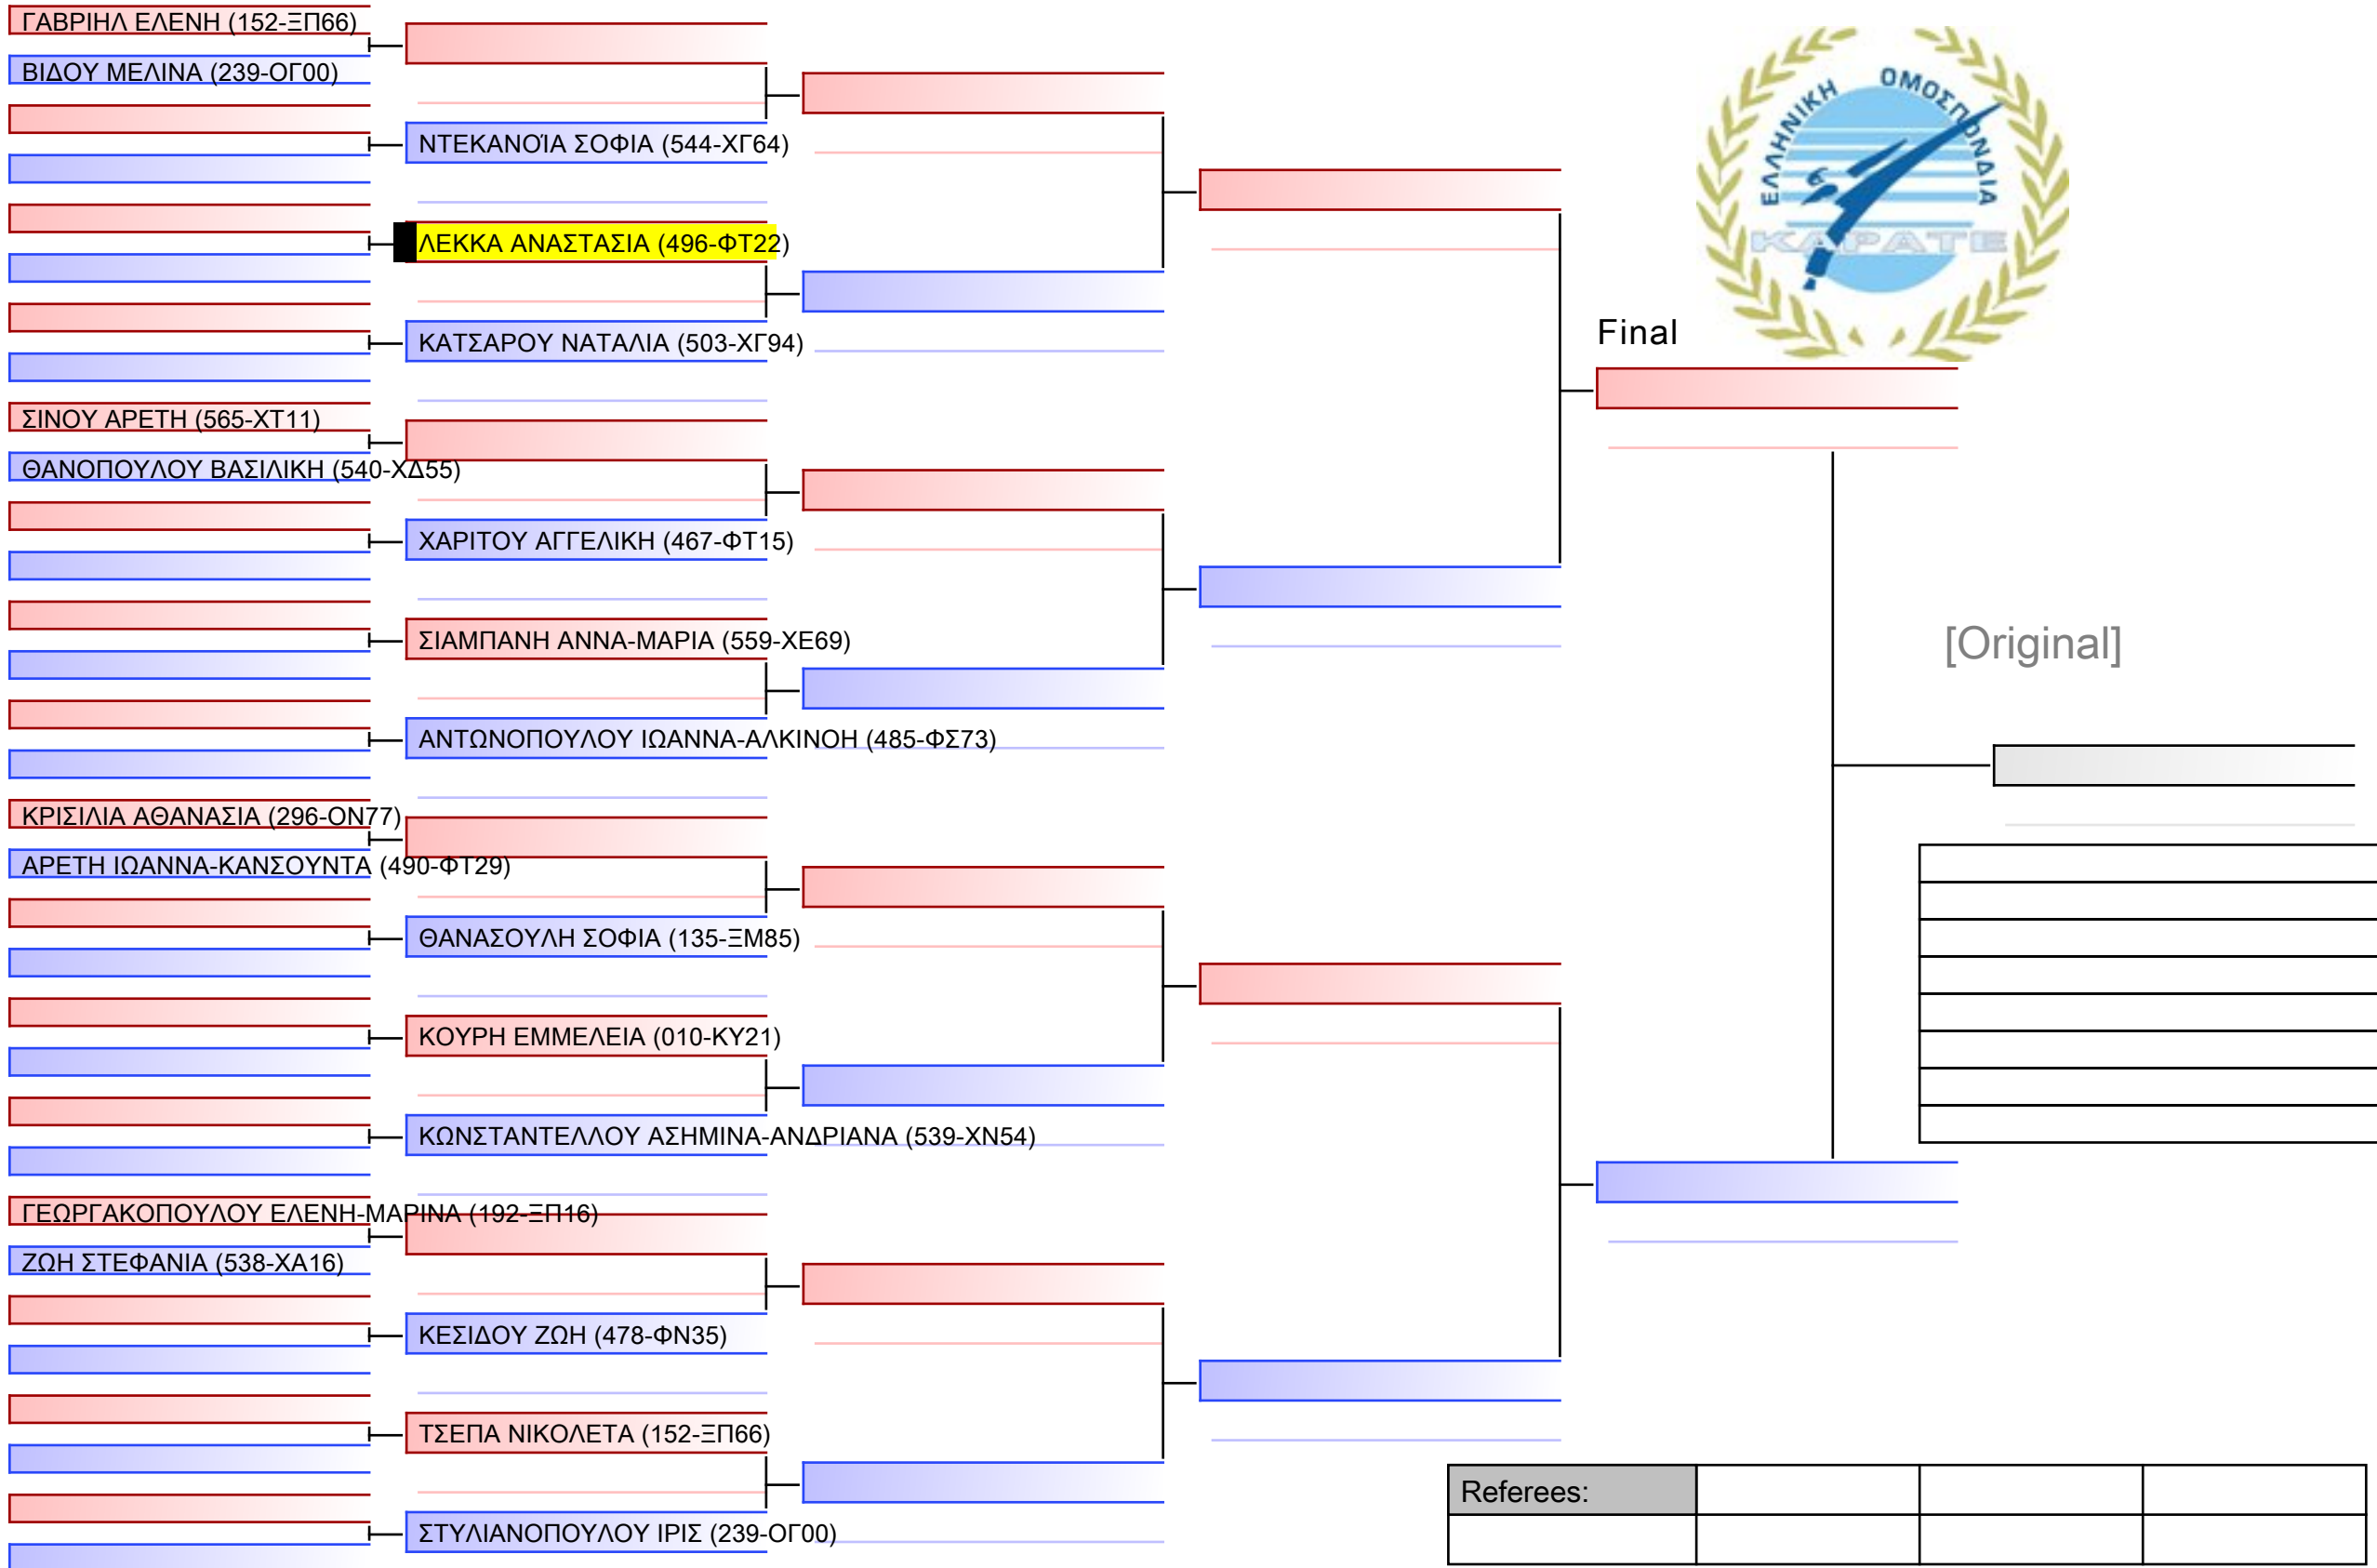 ΓΑΒΡΙΗΛ ΕΛΕΝΗ (152-ΞΠ66)
ΒΙΔΟΥ ΜΕΛΙΝΑ (239-ΟΓ00)
ΝΤΕΚΑΝΟΊΑ ΣΟΦΙΑ (544-ΧΓ64)
ΛΕΚΚΑ ΑΝΑΣΤΑΣΙΑ (496-ΦΤ22)
ΚΑΤΣΑΡΟΥ ΝΑΤΑΛΙΑ (503-ΧΓ94)
ΣΙΝΟΥ ΑΡΕΤΗ (565-ΧΤ11)
ΘΑΝΟΠΟΥΛΟΥ ΒΑΣΙΛΙΚΗ (540-ΧΔ55)
ΧΑΡΙΤΟΥ ΑΓΓΕΛΙΚΗ (467-ΦΤ15)
ΣΙΑΜΠΑΝΗ ΑΝΝΑ-ΜΑΡΙΑ (559-ΧΕ69)
ΑΝΤΩΝΟΠΟΥΛΟΥ ΙΩΑΝΝΑ-ΑΛΚΙΝΟΗ (485-ΦΣ73)
ΚΡΙΣΙΛΙΑ ΑΘΑΝΑΣΙΑ (296-ΟΝ77)
ΑΡΕΤΗ ΙΩΑΝΝΑ-ΚΑΝΣΟΥΝΤΑ (490-ΦΤ29)
ΘΑΝΑΣΟΥΛΗ ΣΟΦΙΑ (135-ΞΜ85)
ΚΟΥΡΗ ΕΜΜΕΛΕΙΑ (010-ΚΥ21)
ΚΩΝΣΤΑΝΤΕΛΛΟΥ ΑΣΗΜΙΝΑ-ΑΝΔΡΙΑΝΑ (539-ΧΝ54)
ΓΕΩΡΓΑΚΟΠΟΥΛΟΥ ΕΛΕΝΗ-ΜΑΡΙΝΑ (192-ΞΠ16)
ΖΩΗ ΣΤΕΦΑΝΙΑ (538-ΧΑ16)
ΚΕΣΙΔΟΥ ΖΩΗ (478-ΦΝ35)
ΤΣΕΠΑ ΝΙΚΟΛΕΤΑ (152-ΞΠ66)
ΣΤΥΛΙΑΝΟΠΟΥΛΟΥ ΙΡΙΣ (239-ΟΓ00)
ΕΛΛΗΝΙΚΗ ΟΜΟΣΠΟΝΔΙΑ
ΚΑΡΑΤΕ
Final
[Original]
Referees: